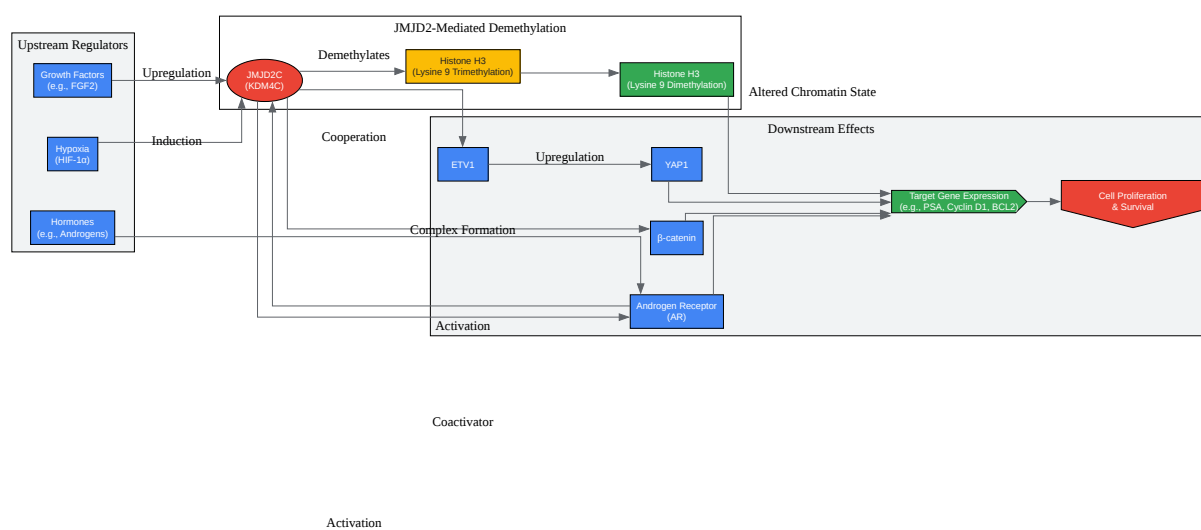 JMJD2-Mediated Demethylation
Upstream Regulators
Growth Factors
(e.g., FGF2)
Upregulation
JMJD2C
(KDM4C)
Demethylates
Histone H3
(Lysine 9 Trimethylation)
Histone H3
(Lysine 9 Dimethylation)
Altered Chromatin State
Hypoxia
(HIF-1α)
Induction
Cooperation
Downstream Effects
ETV1
Upregulation
YAP1
Target Gene Expression
(e.g., PSA, Cyclin D1, BCL2)
Cell Proliferation
& Survival
Hormones
(e.g., Androgens)
Complex Formation
β-catenin
Androgen Receptor
(AR)
Activation
Coactivator
Activation